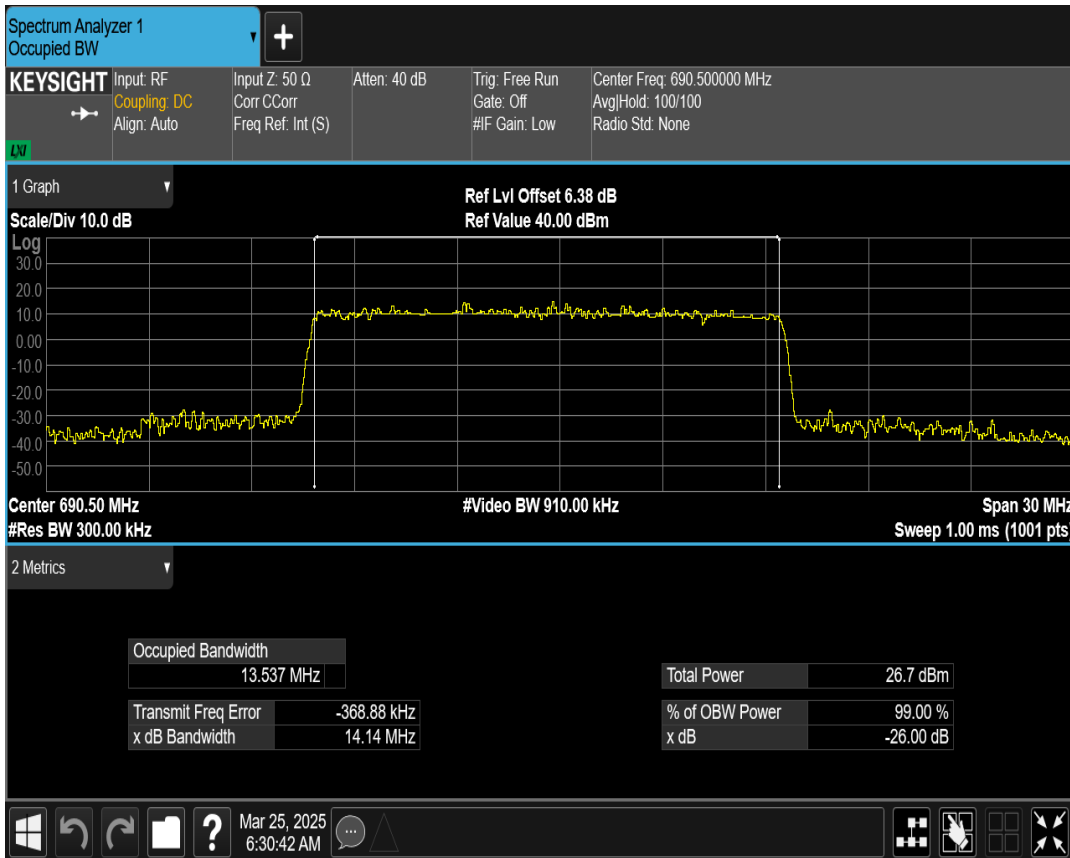 Spectrum Analyzer 1
Occupied BW
+
KEYSIGHT
Input: RF
Coupling: DC
Align: Auto
Input Z: 50 Ω
Corr CCorr
Freq Ref: Int (S)
Atten: 40 dB
Trig: Free Run
Gate: Off
#IF Gain: Low
Center Freq: 690.500000 MHz
Avg|Hold: 100/100
Radio Std: None
LXI
1 Graph
Scale/Div 10.0 dB
Ref Lvl Offset 6.38 dB
Ref Value 40.00 dBm
Log
30.0
20.0
10.0
0.00
-10.0
-20.0
-30.0
-40.0
-50.0
Center 690.50 MHz
#Video BW 910.00 kHz
Span 30 MHz
#Res BW 300.00 kHz
Sweep 1.00 ms (1001 pts)
2 Metrics
Occupied Bandwidth
13.537 MHz
Total Power 26.7 dBm
Transmit Freq Error -368.88 kHz
% of OBW Power 99.00 %
x dB Bandwidth 14.14 MHz
x dB -26.00 dB
?
Mar 25, 2025
6:30:42 AM